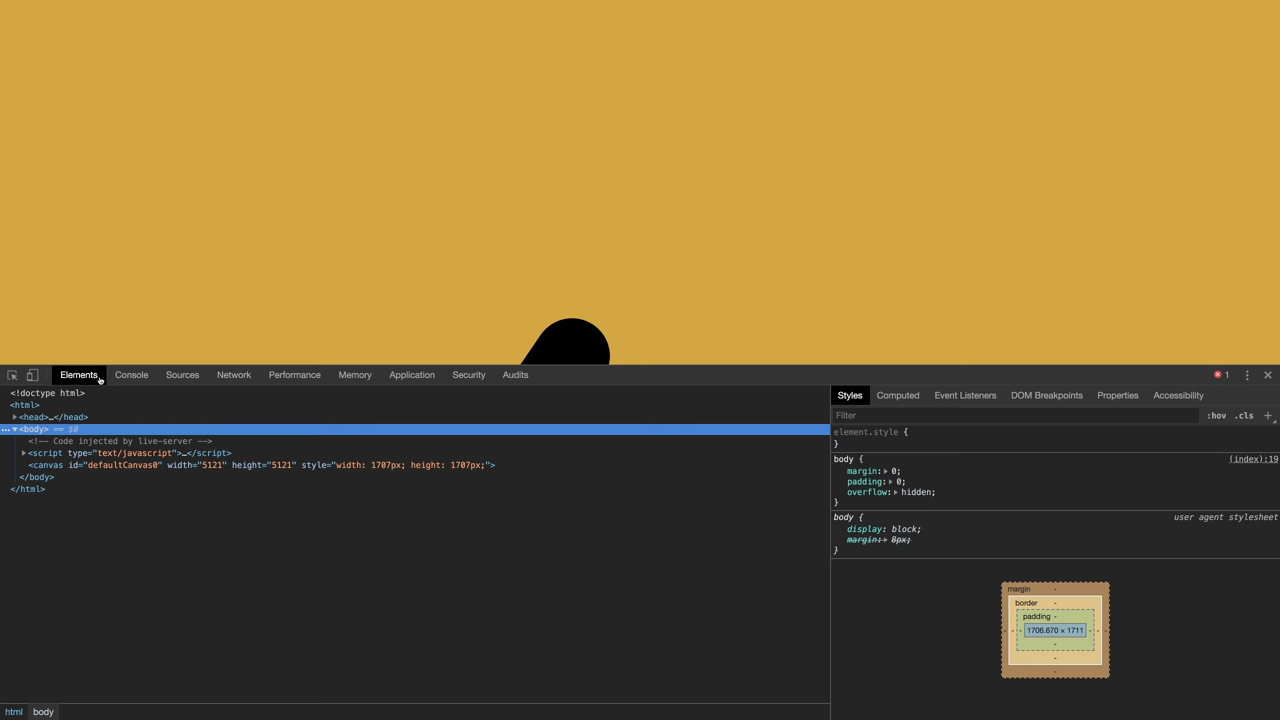 Elements Console Sources Network Performance Memory Application Security Audits 1
<!doctype html>
<html>
<head>…</head>
… <body> == $0
<!-- Code injected by live-server -->
<script type="text/javascript">…</script>
<canvas id="defaultCanvas0" width="5121" height="5121" style="width: 1707px; height: 1707px;">
</body>
</html>
html body
Styles Computed Event Listeners DOM Breakpoints Properties Accessibility
Filter :hov .cls +
element.style {
}
body { (index):19
margin: 0;
padding: 0;
overflow: hidden;
}
body { user agent stylesheet
display: block;
margin: 8px;
}
margin -
border -
padding -
- - - 1706.670 × 1711 - - -
-
-
-